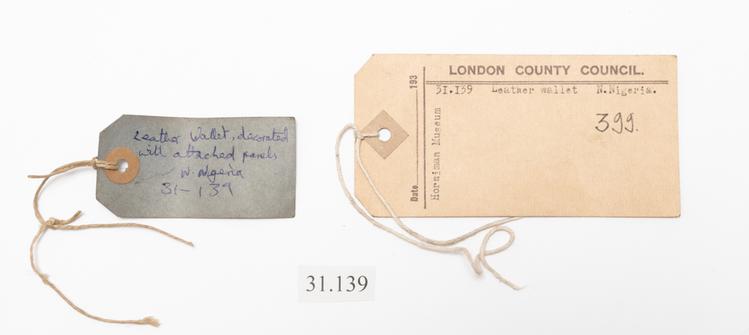 Leather Wallet, decorated
with attached panels
N. Nigeria
31-139
LONDON COUNTY COUNCIL.
31.139 Leather wallet N.Nigeria.
399.
Date 193
Horniman Museum
31.139